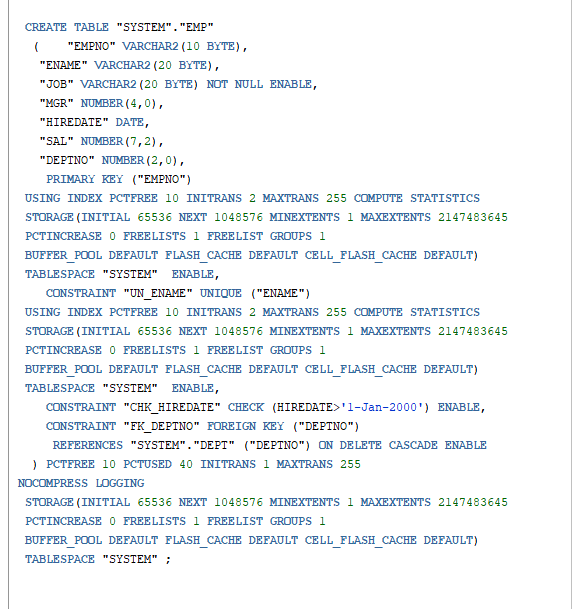 CREATE TABLE "SYSTEM"."EMP"
( "EMPNO" VARCHAR2(10 BYTE),
"ENAME" VARCHAR2(20 BYTE),
"JOB" VARCHAR2(20 BYTE) NOT NULL ENABLE,
"MGR" NUMBER(4,0),
"HIREDATE" DATE,
"SAL" NUMBER(7,2),
"DEPTNO" NUMBER(2,0),
PRIMARY KEY ("EMPNO")
USING INDEX PCTFREE 10 INITRANS 2 MAXTRANS 255 COMPUTE STATISTICS
STORAGE(INITIAL 65536 NEXT 1048576 MINEXTENTS 1 MAXEXTENTS 2147483645
PCTINCREASE 0 FREELISTS 1 FREELIST GROUPS 1
BUFFER_POOL DEFAULT FLASH_CACHE DEFAULT CELL_FLASH_CACHE DEFAULT)
TABLESPACE "SYSTEM" ENABLE,
CONSTRAINT "UN_ENAME" UNIQUE ("ENAME")
USING INDEX PCTFREE 10 INITRANS 2 MAXTRANS 255 COMPUTE STATISTICS
STORAGE(INITIAL 65536 NEXT 1048576 MINEXTENTS 1 MAXEXTENTS 2147483645
PCTINCREASE 0 FREELISTS 1 FREELIST GROUPS 1
BUFFER_POOL DEFAULT FLASH_CACHE DEFAULT CELL_FLASH_CACHE DEFAULT)
TABLESPACE "SYSTEM" ENABLE,
CONSTRAINT "CHK_HIREDATE" CHECK (HIREDATE>'1-Jan-2000') ENABLE,
CONSTRAINT "FK_DEPTNO" FOREIGN KEY ("DEPTNO")
REFERENCES "SYSTEM"."DEPT" ("DEPTNO") ON DELETE CASCADE ENABLE
) PCTFREE 10 PCTUSED 40 INITRANS 1 MAXTRANS 255
NOCOMPRESS LOGGING
STORAGE(INITIAL 65536 NEXT 1048576 MINEXTENTS 1 MAXEXTENTS 2147483645
PCTINCREASE 0 FREELISTS 1 FREELIST GROUPS 1
BUFFER_POOL DEFAULT FLASH_CACHE DEFAULT CELL_FLASH_CACHE DEFAULT)
TABLESPACE "SYSTEM" ;